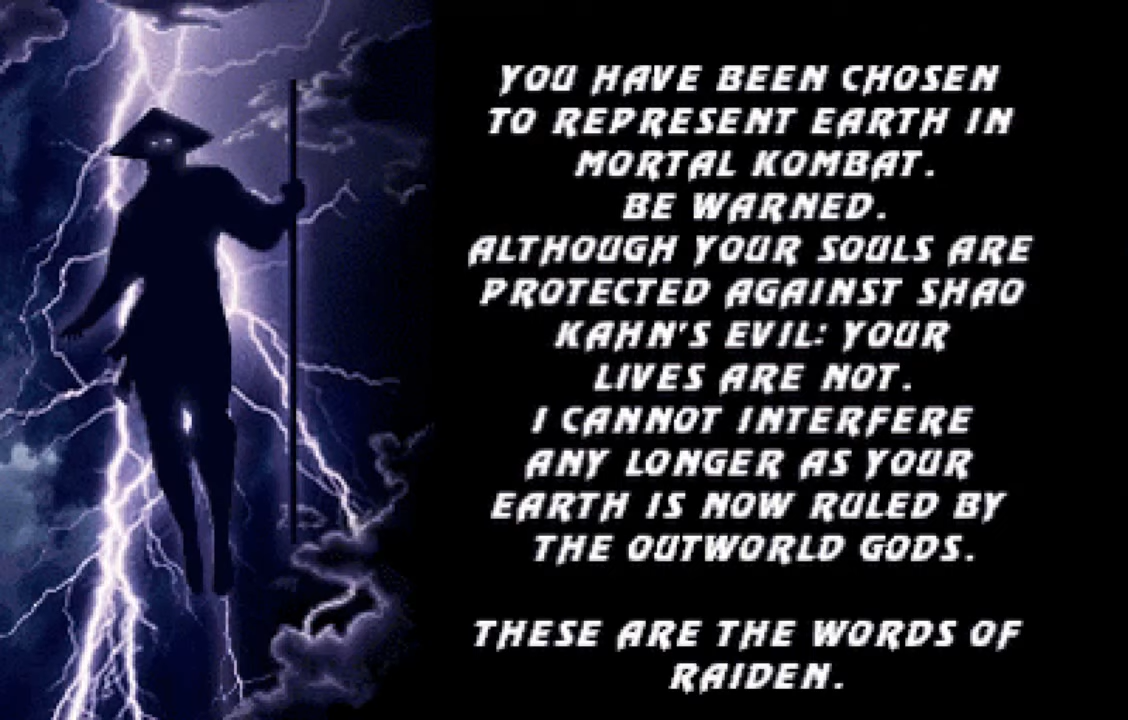 YOU HAVE BEEN CHOSEN
TO REPRESENT EARTH IN
MORTAL KOMBAT.
BE WARNED.
ALTHOUGH YOUR SOULS ARE
PROTECTED AGAINST SHAO
KAHN'S EVIL: YOUR
LIVES ARE NOT.
I CANNOT INTERFERE
ANY LONGER AS YOUR
EARTH IS NOW RULED BY
THE OUTWORLD GODS.
THESE ARE THE WORDS OF
RAIDEN.